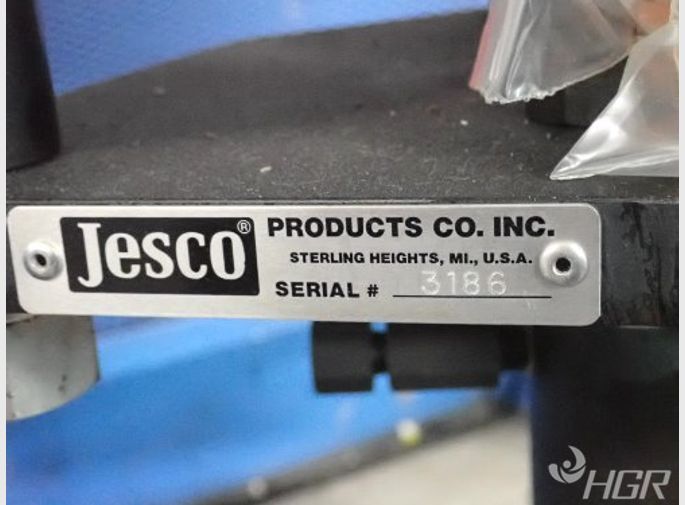 Jesco® PRODUCTS CO. INC.
STERLING HEIGHTS, MI., U.S.A.
SERIAL # 3186
HGR